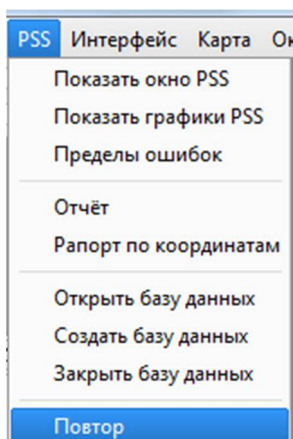 PSS Интерфейс Карта
Показать окно PSS
Показать графики PSS
Пределы ошибок
Отчёт
Рапорт по координатам
Открыть базу данных
Создать базу данных
Закрыть базу данных
Повтор